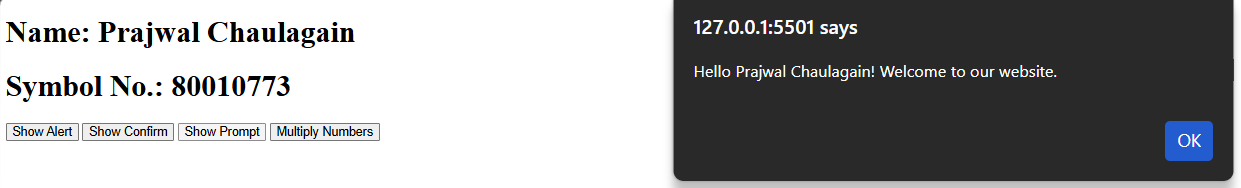 Name: Prajwal Chaulagain
Symbol No.: 80010773
Show Alert Show Confirm Show Prompt Multiply Numbers
127.0.0.1:5501 says
Hello Prajwal Chaulagain! Welcome to our website.
OK